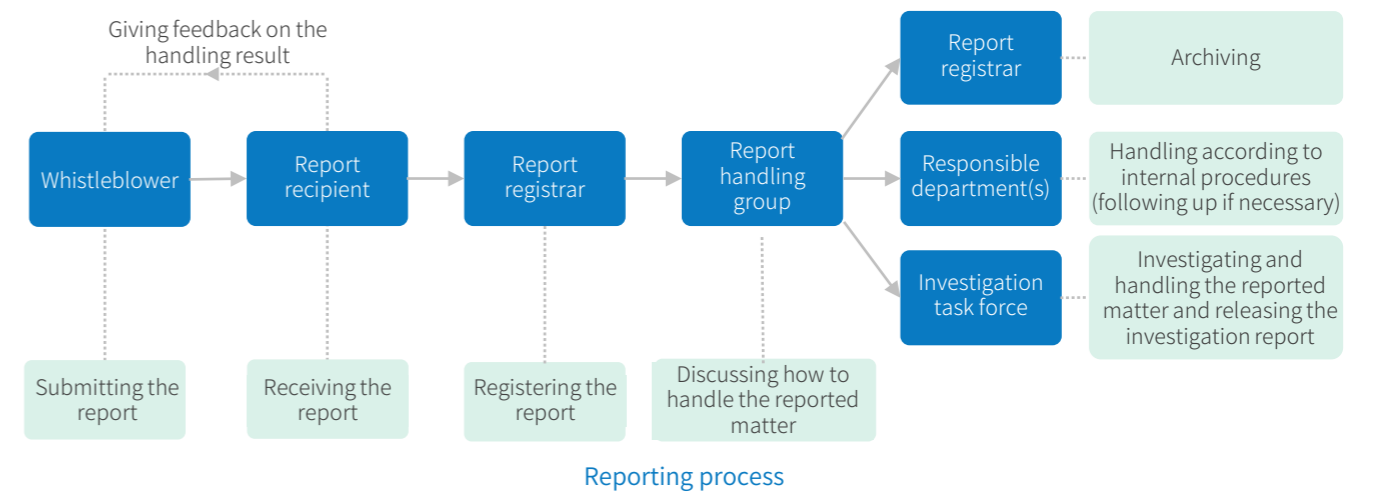 Giving feedback on the
handling result
Whistleblower
Report
recipient
Report
registrar
Report
handling
group
Report
registrar
Archiving
Responsible
department(s)
Handling according to
internal procedures
(following up if necessary)
Investigation
task force
Investigating and
handling the reported
matter and releasing the
investigation report
Submitting the
report
Receiving the
report
Registering the
report
Discussing how to
handle the reported
matter
Reporting process